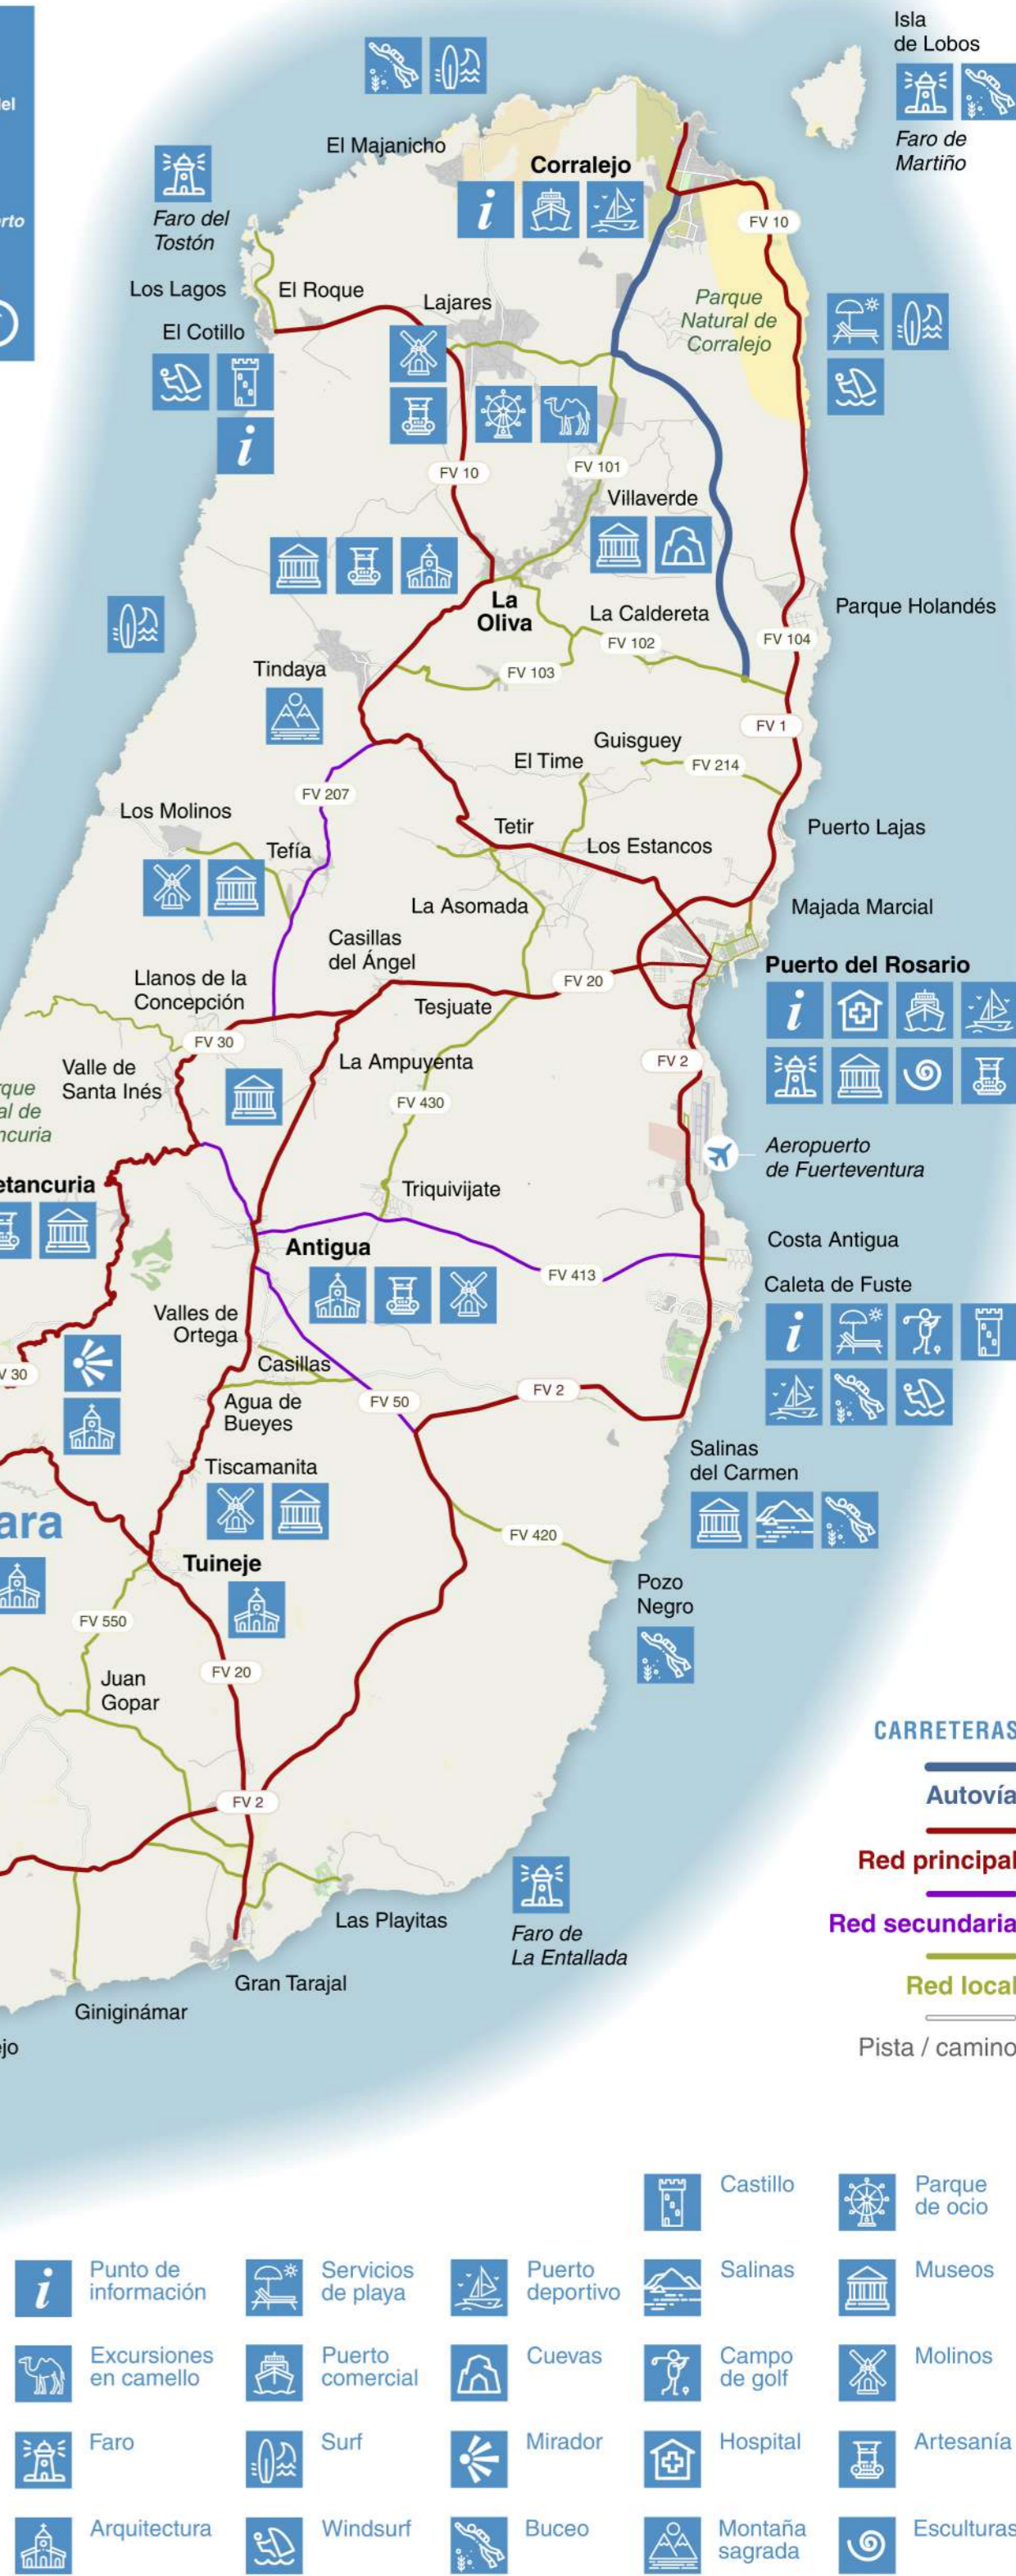 Isla
de Lobos
Faro de
Martiño
El Majanicho
Corralejo
Faro del
Tostón
FV 10
Los Lagos
El Roque
Lajares
El Cotillo
Parque
Natural de
Corralejo
FV 10
FV 101
Villaverde
La
Oliva
La Caldereta
Parque Holandés
FV 102
FV 104
Tindaya
FV 103
FV 1
Guisguey
El Time
FV 214
FV 207
Los Molinos
Tetir
Puerto Lajas
Tefía
Los Estancos
La Asomada
Majada Marcial
Casillas
del Ángel
Puerto del Rosario
Llanos de la
Concepción
FV 20
Tesjuate
FV 30
La Ampuyenta
FV 2
Valle de
Santa Inés
FV 430
Aeropuerto
de Fuerteventura
Triquivijate
Costa Antigua
Antigua
FV 413
Caleta de Fuste
Valles de
Ortega
Casillas
FV 2
FV 50
Agua de
Bueyes
Salinas
del Carmen
Tiscamanita
FV 420
Tuineje
Pozo
Negro
FV 550
FV 20
Juan
Gopar
FV 2
Las Playitas
Faro de
La Entallada
Gran Tarajal
Giniginámar
CARRETERAS
Autovía
Red principal
Red secundaria
Red local
Pista / camino
Castillo
Parque
de ocio
Punto de
información
Servicios
de playa
Puerto
deportivo
Salinas
Museos
Excursiones
en camello
Puerto
comercial
Cuevas
Campo
de golf
Molinos
Faro
Surf
Mirador
Hospital
Artesanía
Arquitectura
Windsurf
Buceo
Montaña
sagrada
Esculturas